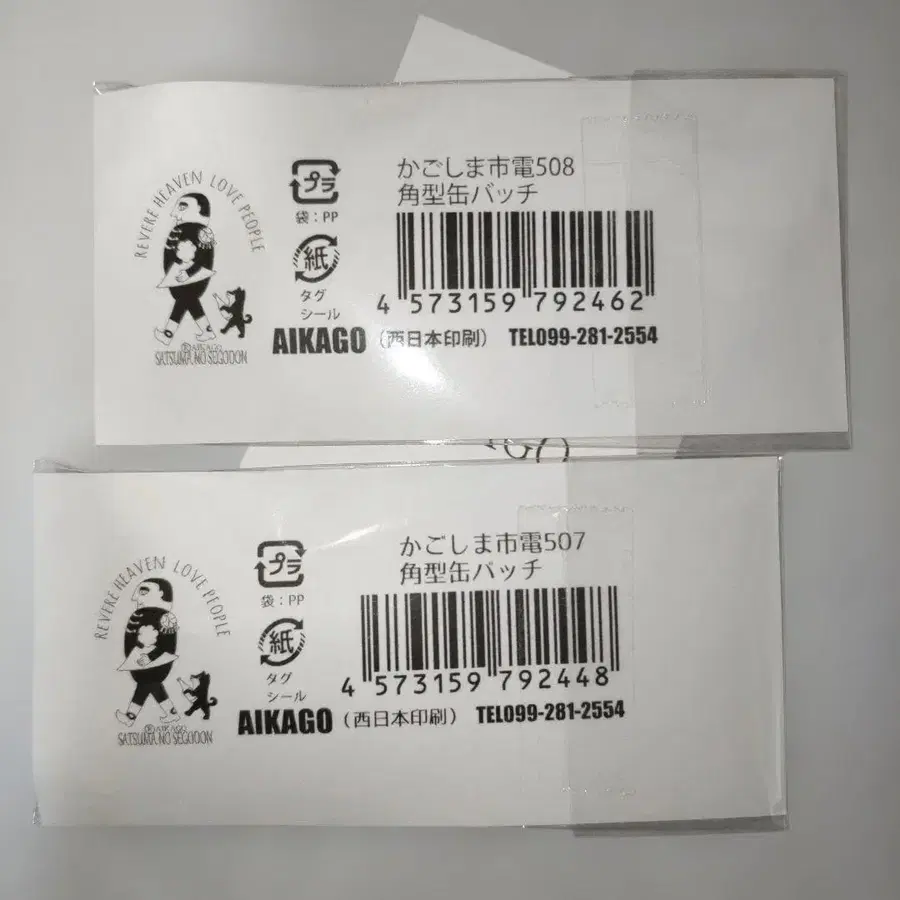 REVERE HEAVEN LOVE PEOPLE
©AIKAGO
SATSUMA NO SEGODON
プラ
袋：PP
紙
タグ
シール
かごしま市電508
角型缶バッチ
4 573159 792462
AIKAGO（西日本印刷） TEL099-281-2554
REVERE HEAVEN LOVE PEOPLE
©AIKAGO
SATSUMA NO SEGODON
プラ
袋：PP
紙
タグ
シール
かごしま市電507
角型缶バッチ
4 573159 792448
AIKAGO（西日本印刷） TEL099-281-2554